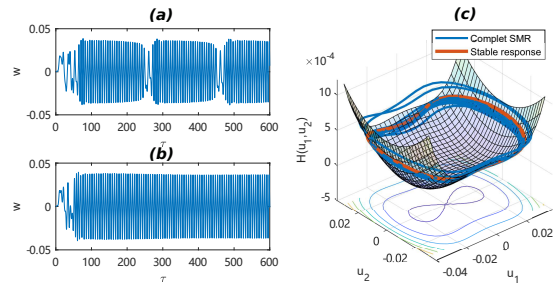 (a)
0.05
0
-0.05
w
0 100 200 300 400 500 600
τ
(b)
0.05
0
-0.05
w
0 100 200 300 400 500 600
τ
(c)
Complet SMR
Stable response
×10⁻⁴
10
5
0
-5
H(u₁,u₂)
0.02
0
-0.02
u₂
-0.04
-0.02
0
0.02
u₁